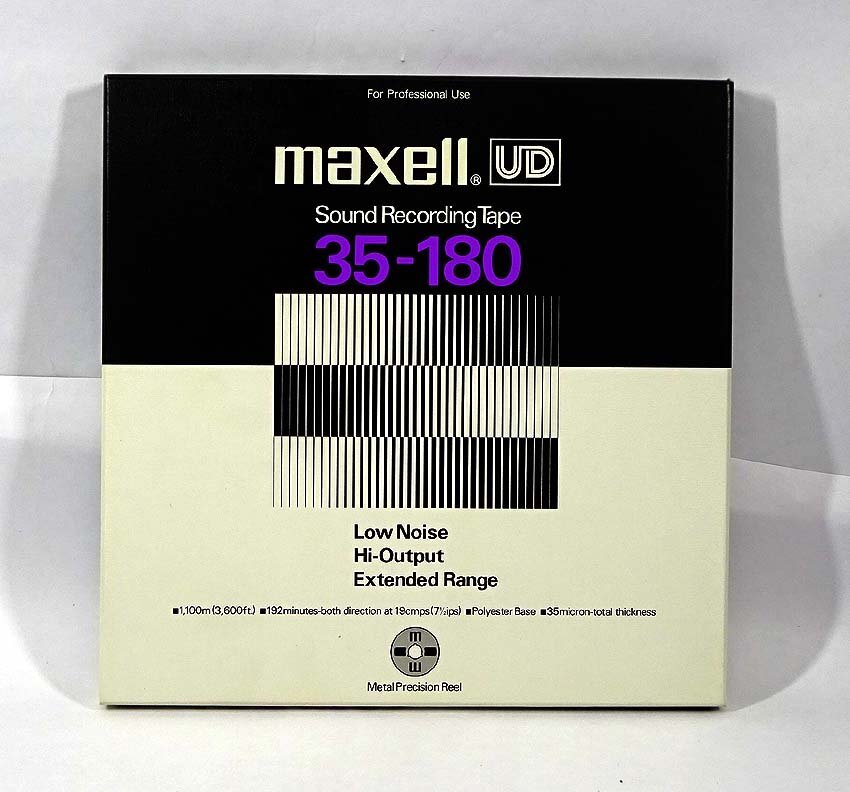 For Professional Use
maxell® UD
Sound Recording Tape
35-180
Low Noise
Hi-Output
Extended Range
■1,100m(3,600ft.) ■192minutes-both direction at 19cmps(7½ips) ■Polyester Base ■35micron-total thickness
m
m
Metal Precision Reel